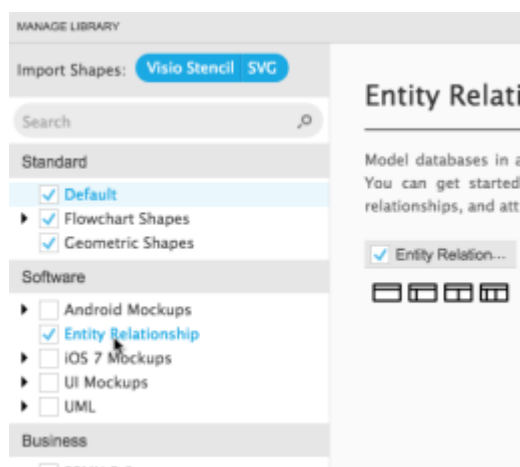 MANAGE LIBRARY
Import Shapes: Visio Stencil SVG
Search
Standard
Default
Flowchart Shapes
Geometric Shapes
Software
Android Mockups
Entity Relationship
iOS 7 Mockups
UI Mockups
UML
Business
Entity Relati
Model databases in a
You can get started
relationships, and att
Entity Relation...